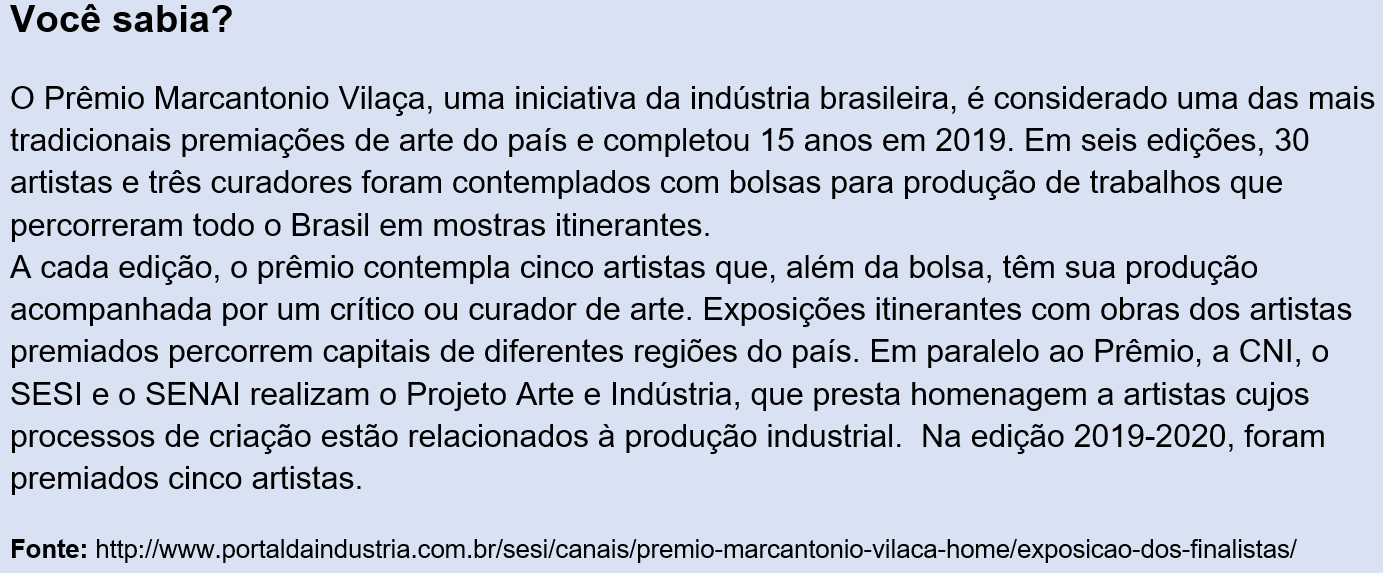 Você sabia?
O Prêmio Marcantonio Vilaça, uma iniciativa da indústria brasileira, é considerado uma das mais
tradicionais premiações de arte do país e completou 15 anos em 2019. Em seis edições, 30
artistas e três curadores foram contemplados com bolsas para produção de trabalhos que
percorreram todo o Brasil em mostras itinerantes.
A cada edição, o prêmio contempla cinco artistas que, além da bolsa, têm sua produção
acompanhada por um crítico ou curador de arte. Exposições itinerantes com obras dos artistas
premiados percorrem capitais de diferentes regiões do país. Em paralelo ao Prêmio, a CNI, o
SESI e o SENAI realizam o Projeto Arte e Indústria, que presta homenagem a artistas cujos
processos de criação estão relacionados à produção industrial.  Na edição 2019-2020, foram
premiados cinco artistas.
Fonte: http://www.portaldaindustria.com.br/sesi/canais/premio-marcantonio-vilaca-home/exposicao-dos-finalistas/